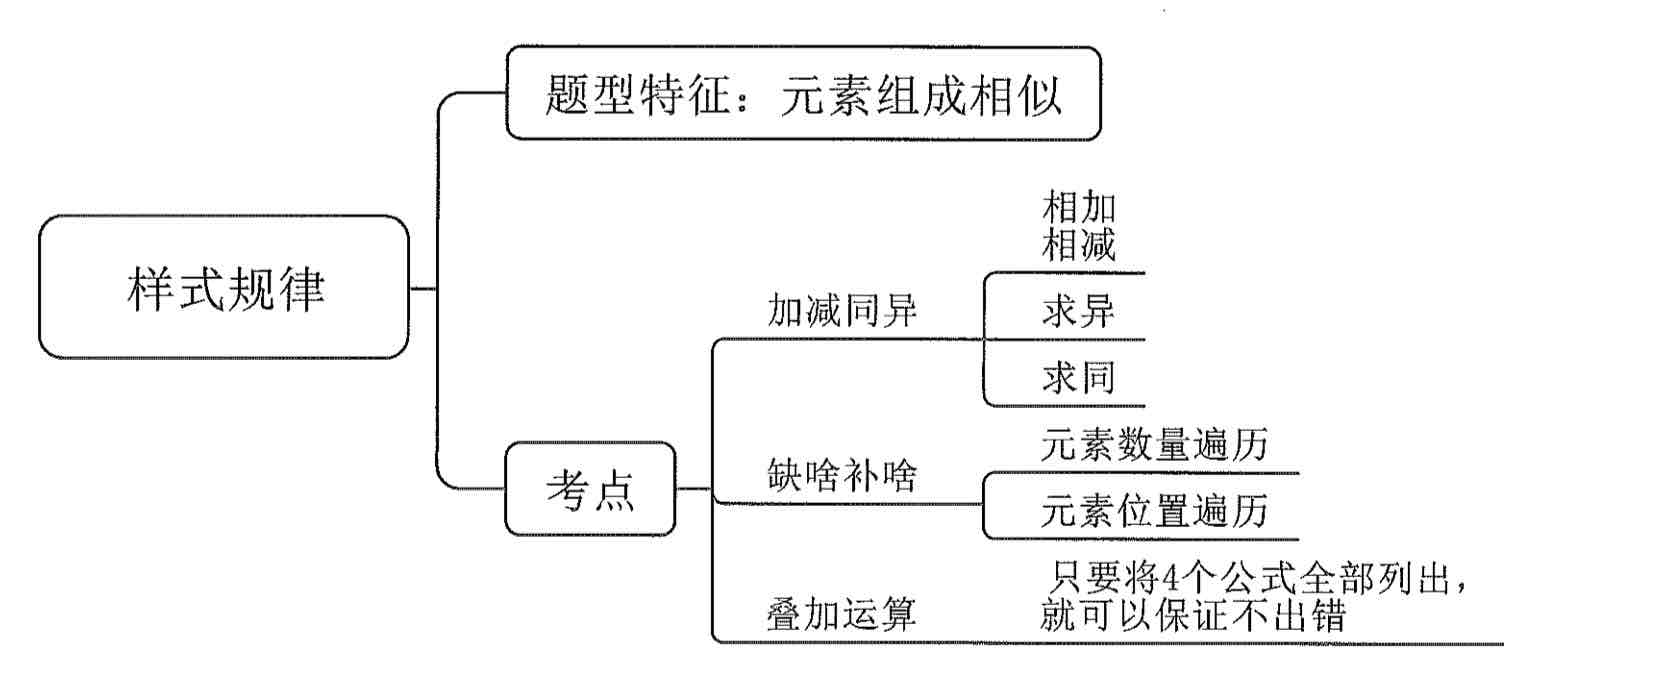 题型特征：元素组成相似
样式规律
相加
相减
加减同异
求异
求同
考点
缺啥补啥
元素数量遍历
元素位置遍历
叠加运算
只要将4个公式全部列出，
就可以保证不出错